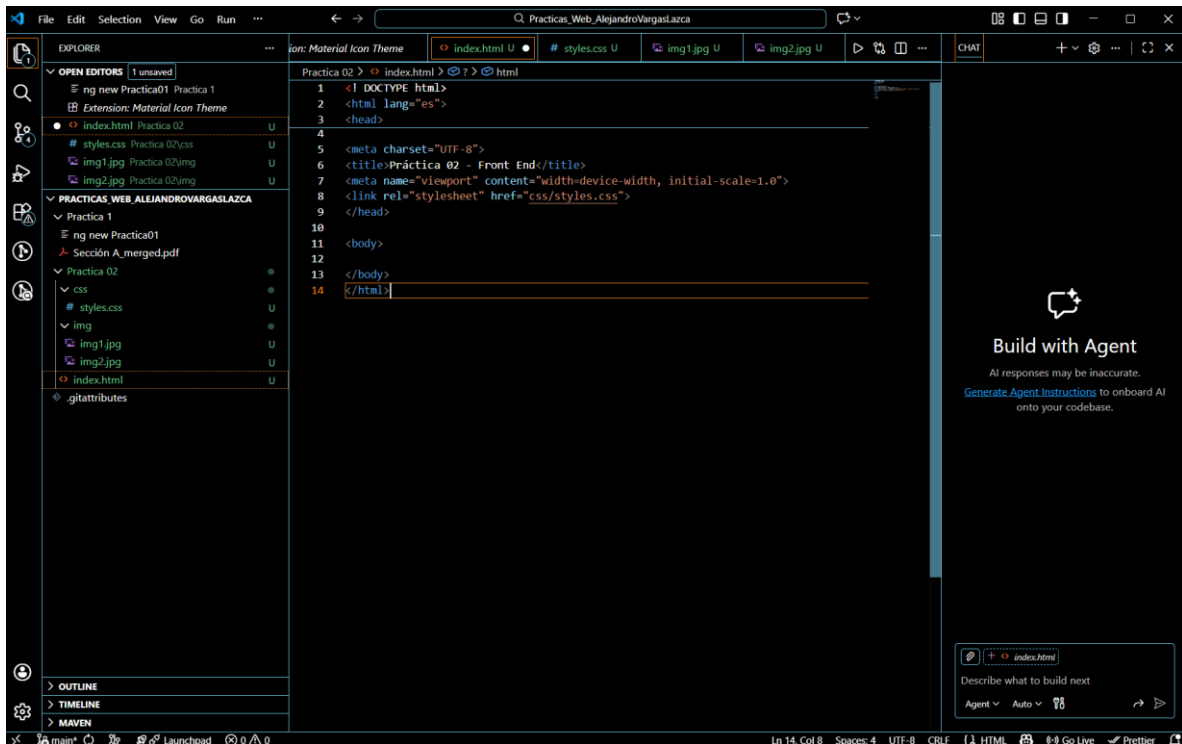 File Edit Selection View Go Run ··· Practicas_Web_AlejandroVargasLazca
EXPLORER ···
OPEN EDITORS 1 unsaved
ng new Practica01 Practica 1
Extension: Material Icon Theme
index.html Practica 02 U
styles.css Practica 02\css U
img1.jpg Practica 02\img U
img2.jpg Practica 02\img U
PRACTICAS_WEB_ALEJANDROVARGASLAZCA
Practica 1
ng new Practica01
Sección A_merged.pdf
Practica 02
css
# styles.css U
img
img1.jpg U
img2.jpg U
index.html U
.gitattributes
OUTLINE
TIMELINE
MAVEN
ion: Material Icon Theme index.html U # styles.css U img1.jpg U img2.jpg U ···
Practica 02 > index.html > ? > html
1 <! DOCTYPE html>
2 <html lang="es">
3 <head>
4
5 <meta charset="UTF-8">
6 <title>Práctica 02 - Front End</title>
7 <meta name="viewport" content="width=device-width, initial-scale=1.0">
8 <link rel="stylesheet" href="css/styles.css">
9 </head>
10
11 <body>
12
13 </body>
14 </html>
CHAT
Build with Agent
AI responses may be inaccurate.
Generate Agent Instructions to onboard AI
onto your codebase.
+ index.html
Describe what to build next
Agent Auto
main* Launchpad 0 0 Ln 14, Col 8 Spaces: 4 UTF-8 CRLF {} HTML Go Live Prettier